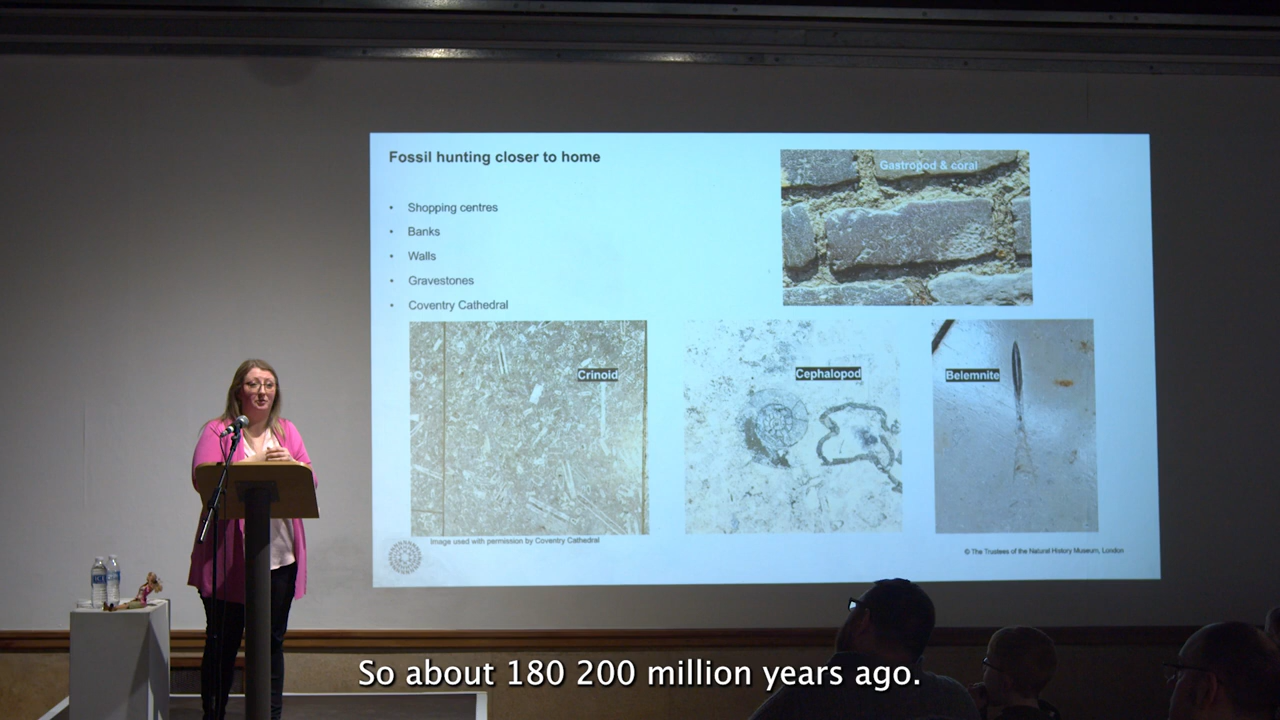 Fossil hunting closer to home
• Shopping centres
• Banks
• Walls
• Gravestones
• Coventry Cathedral
Gastropod & coral
Crinoid
Cephalopod
Belemnite
Image used with permission by Coventry Cathedral
© The Trustees of the Natural History Museum, London
So about 180 200 million years ago.